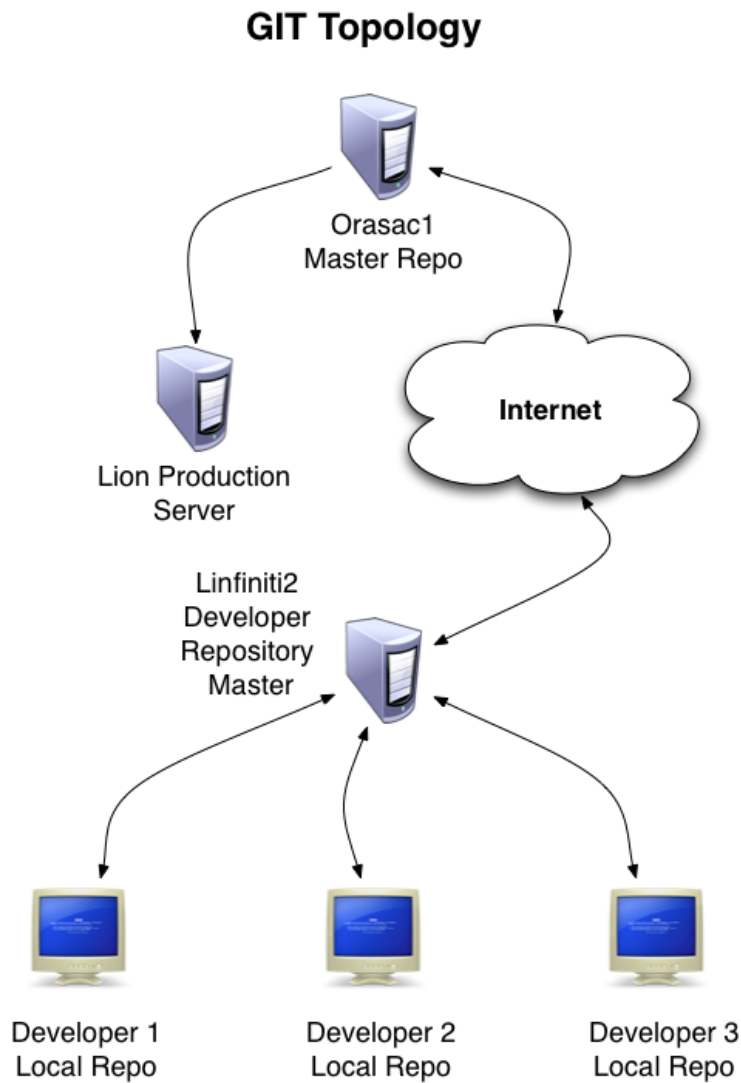 GIT Topology
Orasac1
Master Repo
Internet
Lion Production
Server
Linfiniti2
Developer
Repository
Master
Developer 1
Local Repo
Developer 2
Local Repo
Developer 3
Local Repo